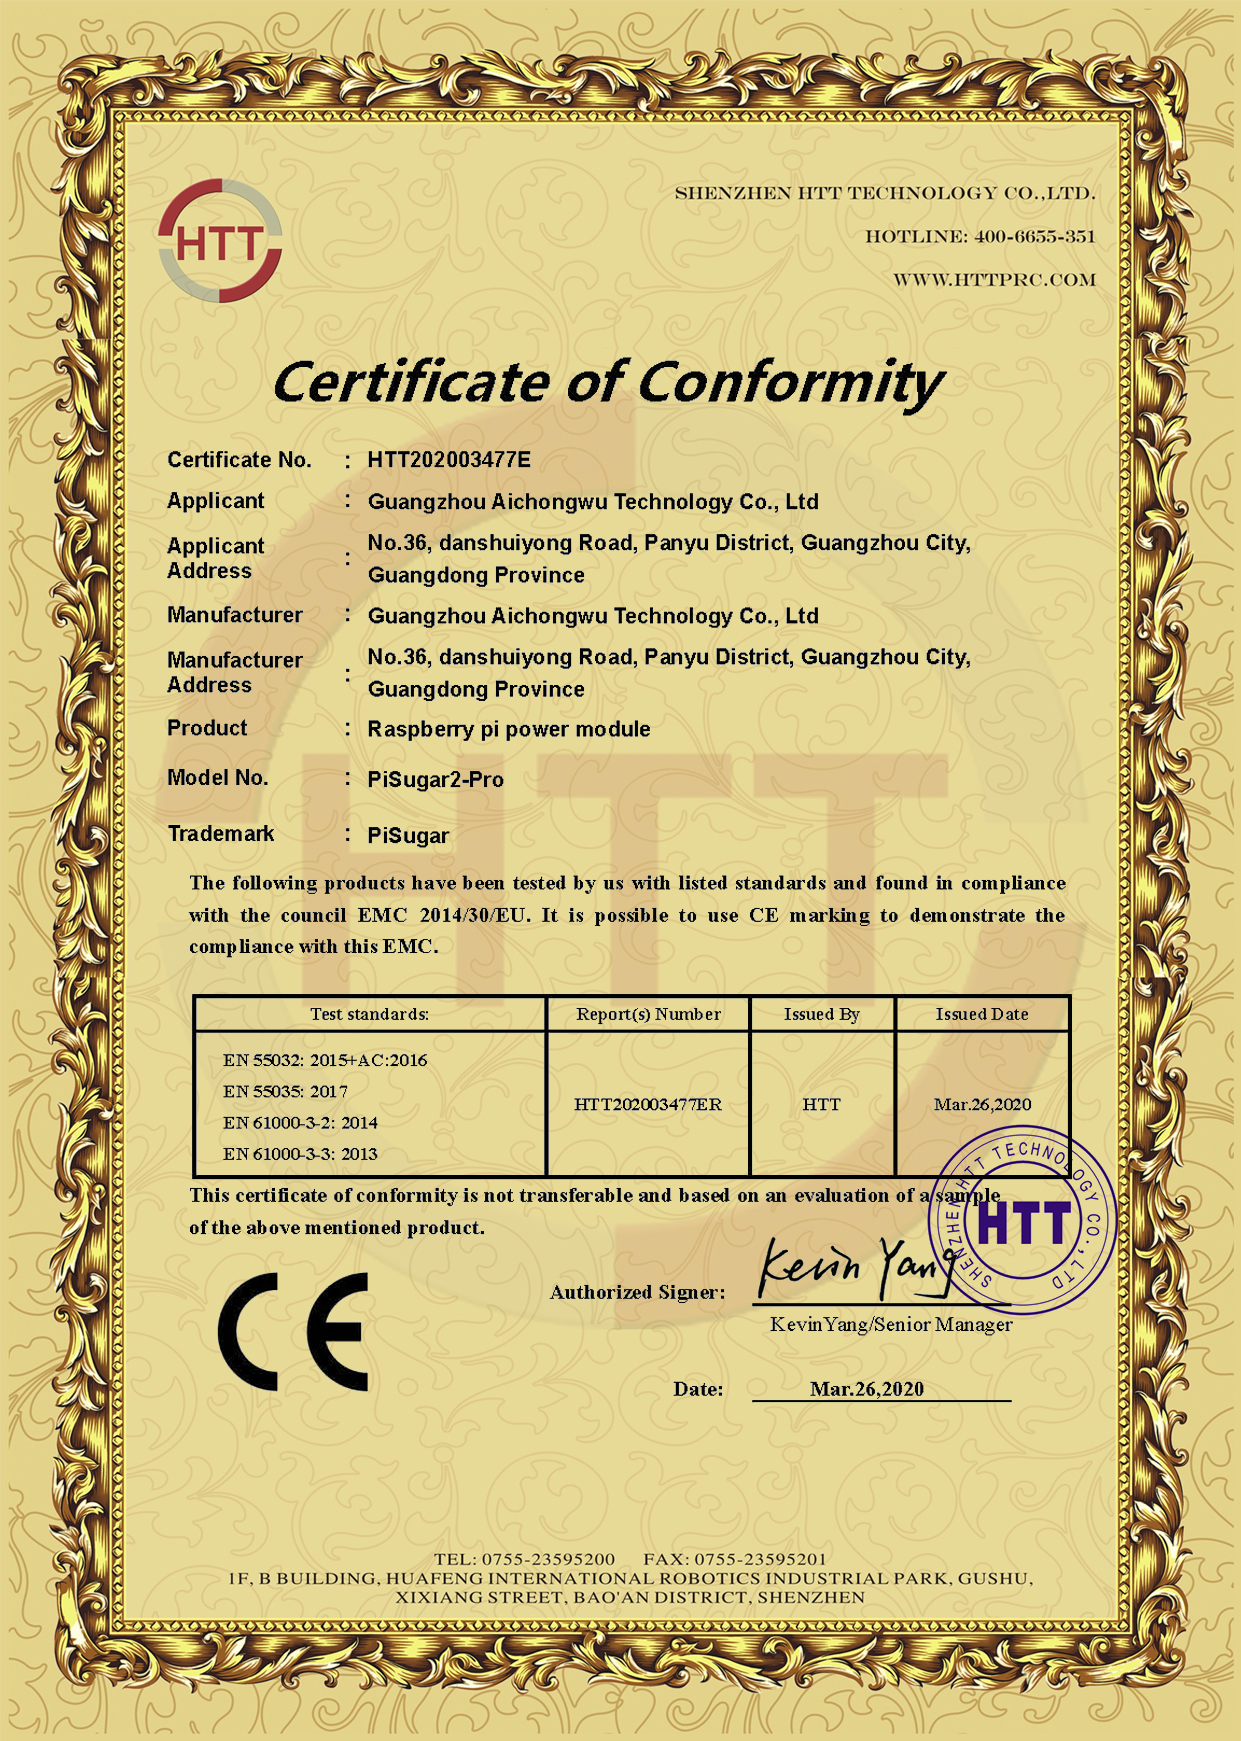 HTT
SHENZHEN HTT TECHNOLOGY CO.,LTD.
HOTLINE: 400-6655-351
WWW.HTTPRC.COM
Certificate of Conformity
Certificate No. : HTT202003477E
Applicant : Guangzhou Aichongwu Technology Co., Ltd
Applicant Address : No.36, danshuiyong Road, Panyu District, Guangzhou City,
Guangdong Province
Manufacturer : Guangzhou Aichongwu Technology Co., Ltd
Manufacturer Address : No.36, danshuiyong Road, Panyu District, Guangzhou City,
Guangdong Province
Product : Raspberry pi power module
Model No. : PiSugar2-Pro
Trademark : PiSugar
HTT
The following products have been tested by us with listed standards and found in compliance
with the council EMC 2014/30/EU. It is possible to use CE marking to demonstrate the
compliance with this EMC.
Test standards: Report(s) Number Issued By Issued Date
EN 55032: 2015+AC:2016
EN 55035: 2017
EN 61000-3-2: 2014
EN 61000-3-3: 2013
HTT202003477ER HTT Mar.26,2020
This certificate of conformity is not transferable and based on an evaluation of a sample
of the above mentioned product.
SHENZHEN HTT TECHNOLOGY CO.,LTD
HTT
CE
Authorized Signer: Kevin Yang
KevinYang/Senior Manager
Date: Mar.26,2020
TEL: 0755-23595200 FAX: 0755-23595201
1F, B BUILDING, HUAFENG INTERNATIONAL ROBOTICS INDUSTRIAL PARK, GUSHU,
XIXIANG STREET, BAO'AN DISTRICT, SHENZHEN